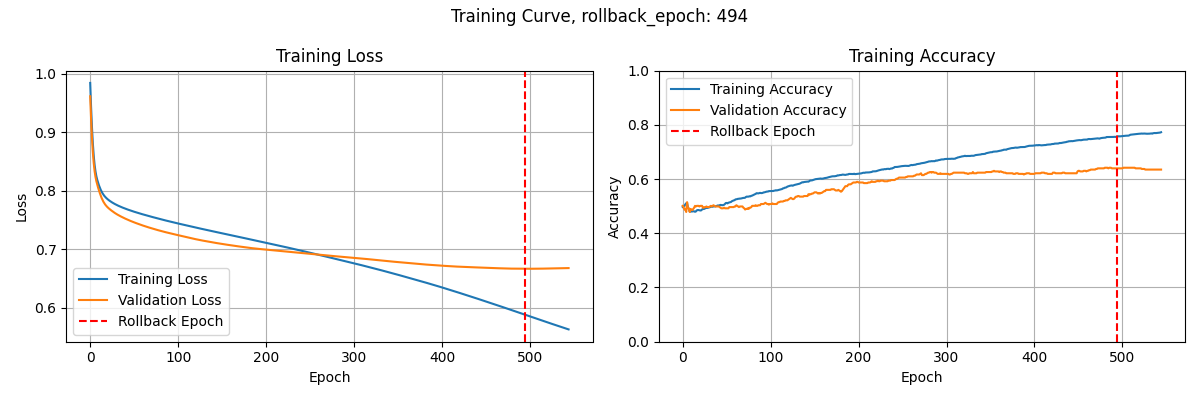 Training Curve, rollback_epoch: 494
Training Loss
1.0
0.9
0.8
0.7
0.6
Loss
Training Loss
Validation Loss
Rollback Epoch
0 100 200 300 400 500
Epoch
Training Accuracy
1.0
0.8
0.6
0.4
0.2
0.0
Accuracy
Training Accuracy
Validation Accuracy
Rollback Epoch
0 100 200 300 400 500
Epoch